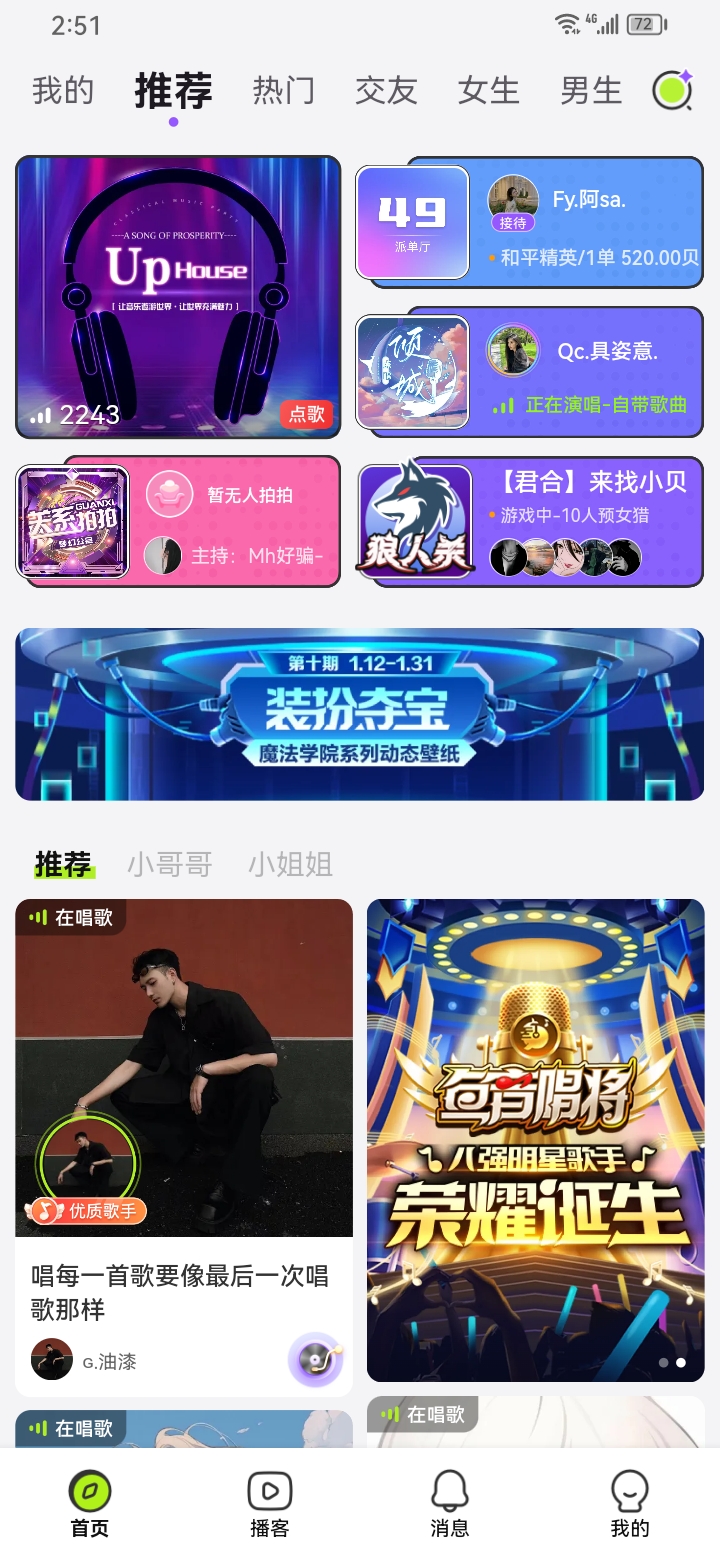 2:51
4G
72
我的
推荐
热门
交友
女生
男生
CLASSICAL MUSIC PARTY
----A SONG OF PROSPERITY----
Up House
[ 让音乐遨游世界·让世界充满魅力 ]
2243
点歌
49
派单厅
Fy.阿sa.
接待
和平精英/1单 520.00贝
倾城
Qc.具姿意.
正在演唱-自带歌曲
GUANXI
关系拍拍
梦幻公会
暂无人拍拍
主持： Mh好骗-
狼人杀
【君合】来找小贝
游戏中-10人预女猎
第十期 1.12-1.31
装扮夺宝
魔法学院系列动态壁纸
推荐
小哥哥
小姐姐
在唱歌
优质歌手
唱每一首歌要像最后一次唱
歌那样
G.油漆
八强明星歌手
荣耀诞生
在唱歌
在唱歌
首页
播客
消息
我的